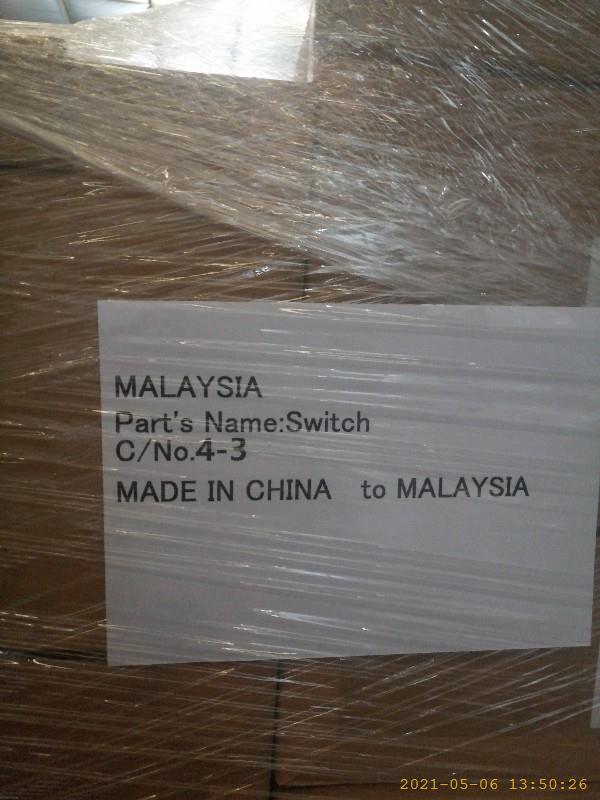 MALAYSIA
Part's Name:Switch
C/No.4-3
MADE IN CHINA to MALAYSIA
2021-05-06 13:50:26